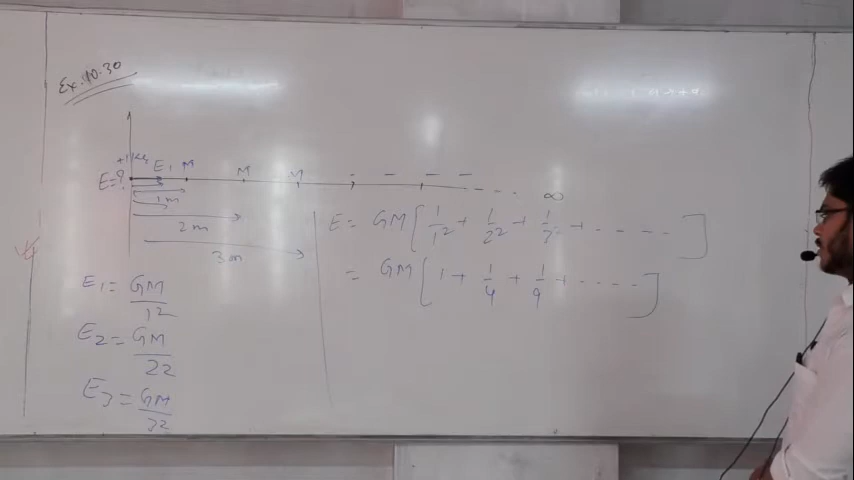 Ex.10.30
+1kg E1 M M M - - - -
E=?
1m
2m
3m
- - - ∞
E = GM[1/1² + 1/2² + 1/3² + - - - - -]
= GM[1 + 1/4 + 1/9 + - - - -]
E1 = GM/12
E2 = GM/22
E3 = GM/32